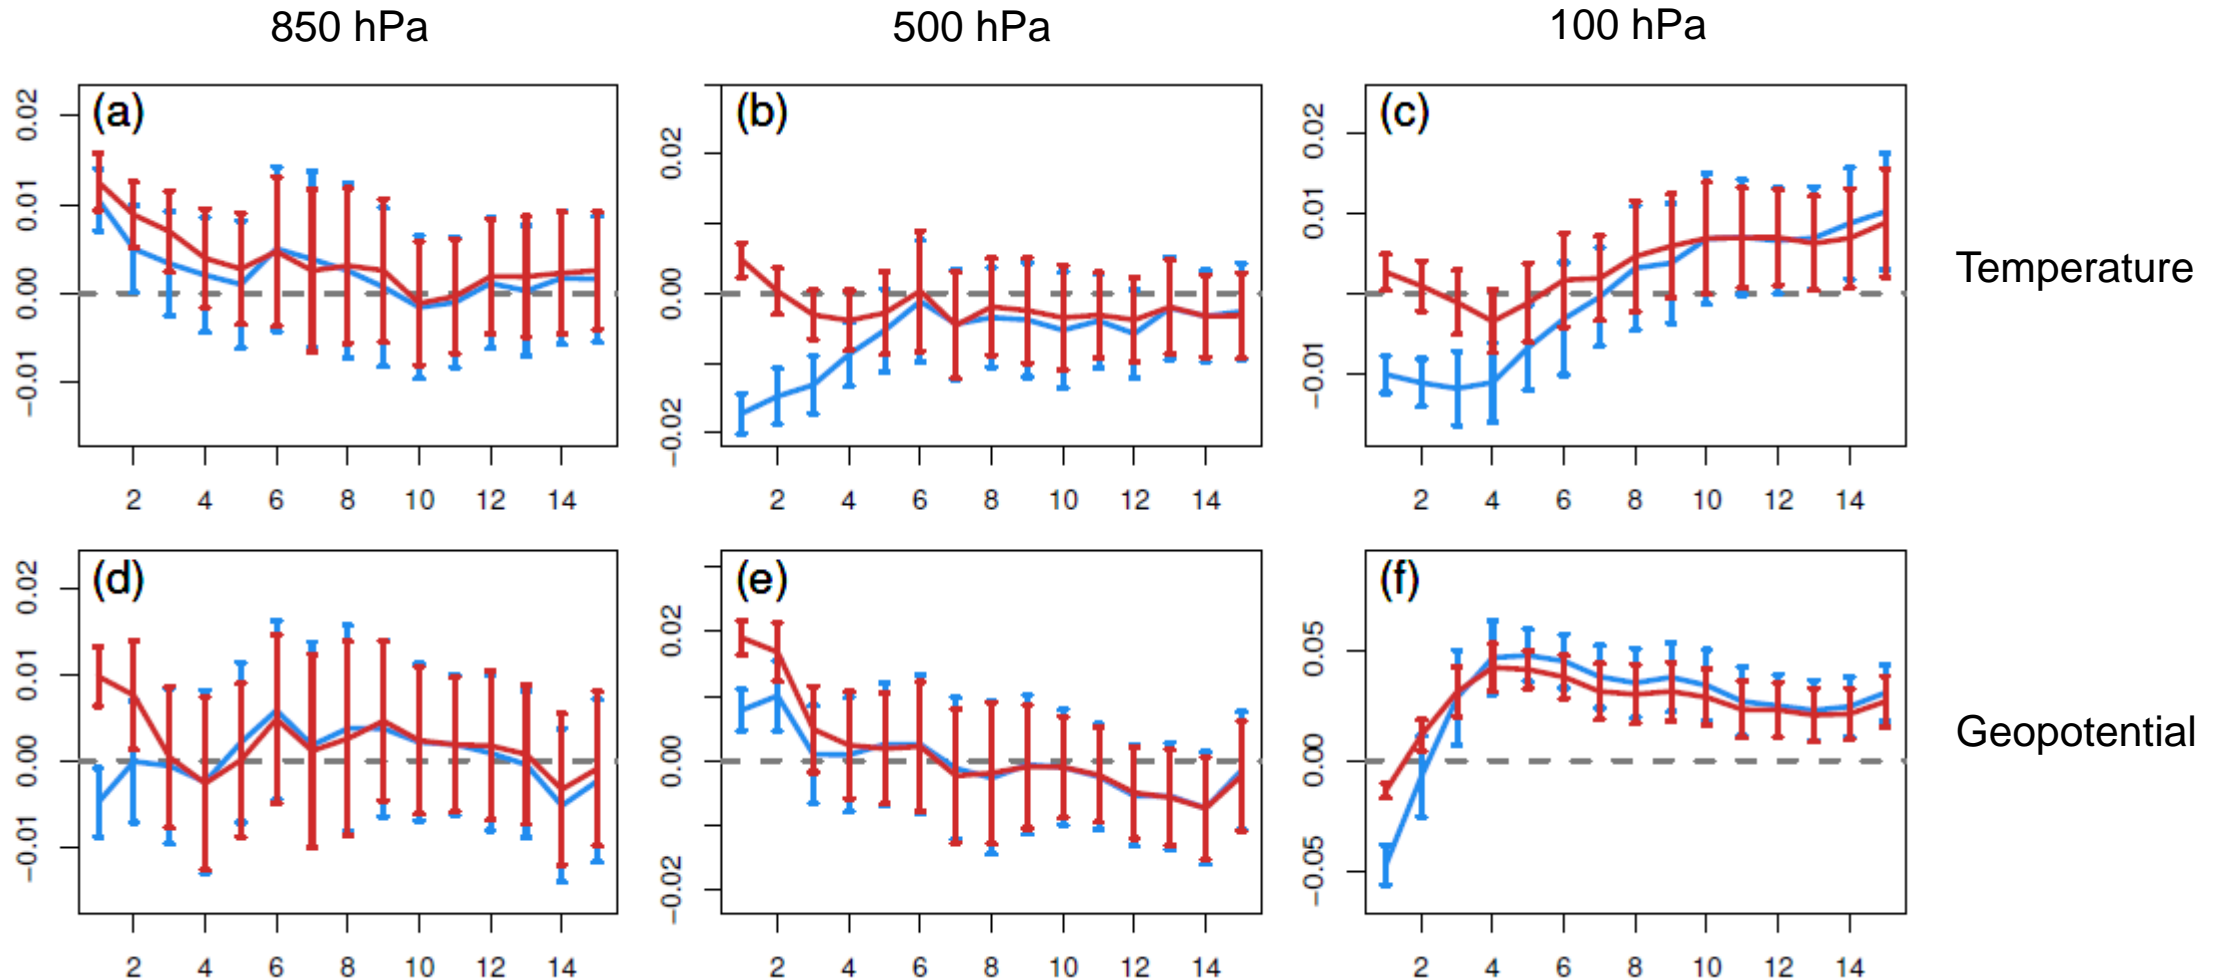 850 hPa 500 hPa 100 hPa
(a) (b) (c)
0.02 0.01 0.00 −0.01
0.02 0.00 −0.02
0.02 0.01 −0.01
Temperature
2 4 6 8 10 12 14
2 4 6 8 10 12 14
2 4 6 8 10 12 14
(d) (e) (f)
0.02 0.01 0.00 −0.01
0.02 0.00 −0.02
0.05 0.00 −0.05
Geopotential
2 4 6 8 10 12 14
2 4 6 8 10 12 14
2 4 6 8 10 12 14